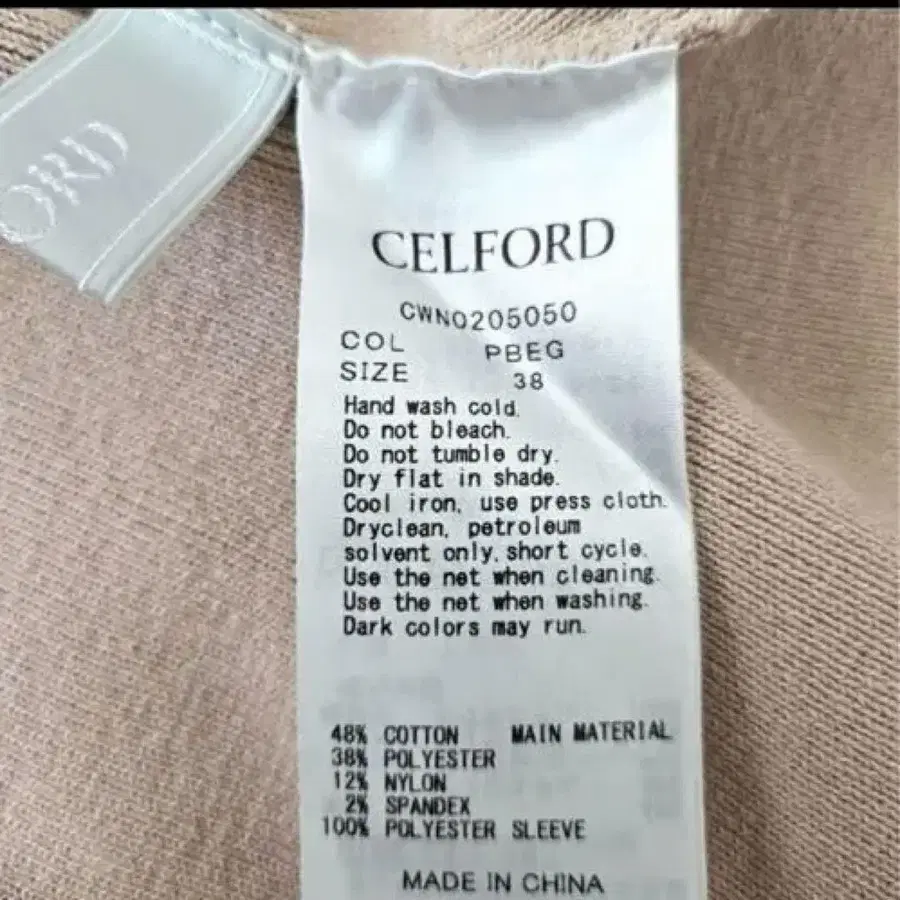 ORD
CELFORD
CWNO205050
COL PBEG
SIZE 38
Hand wash cold.
Do not bleach.
Do not tumble dry.
Dry flat in shade.
Cool iron, use press cloth.
Dryclean, petroleum
solvent only, short cycle.
Use the net when cleaning.
Use the net when washing.
Dark colors may run.
48% COTTON MAIN MATERIAL
38% POLYESTER
12% NYLON
2% SPANDEX
100% POLYESTER SLEEVE
MADE IN CHINA